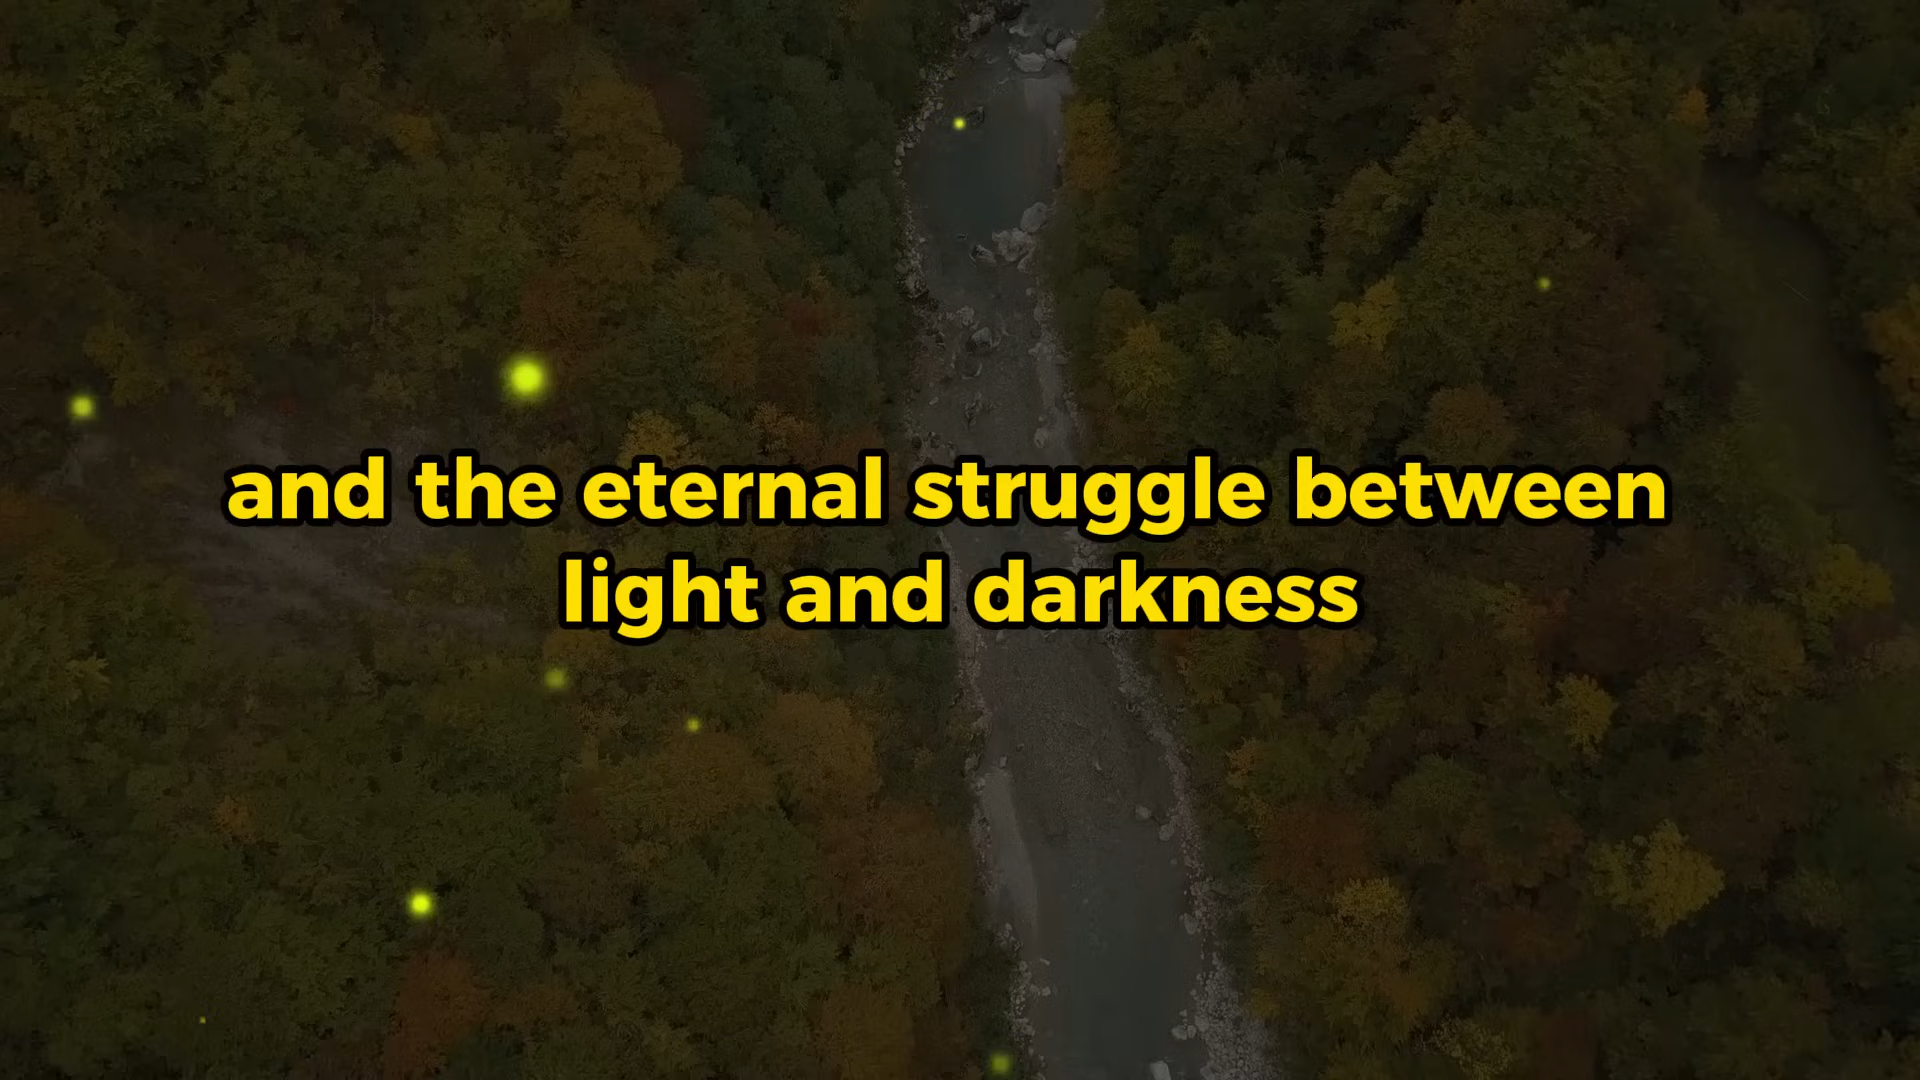 and the eternal struggle between
light and darkness